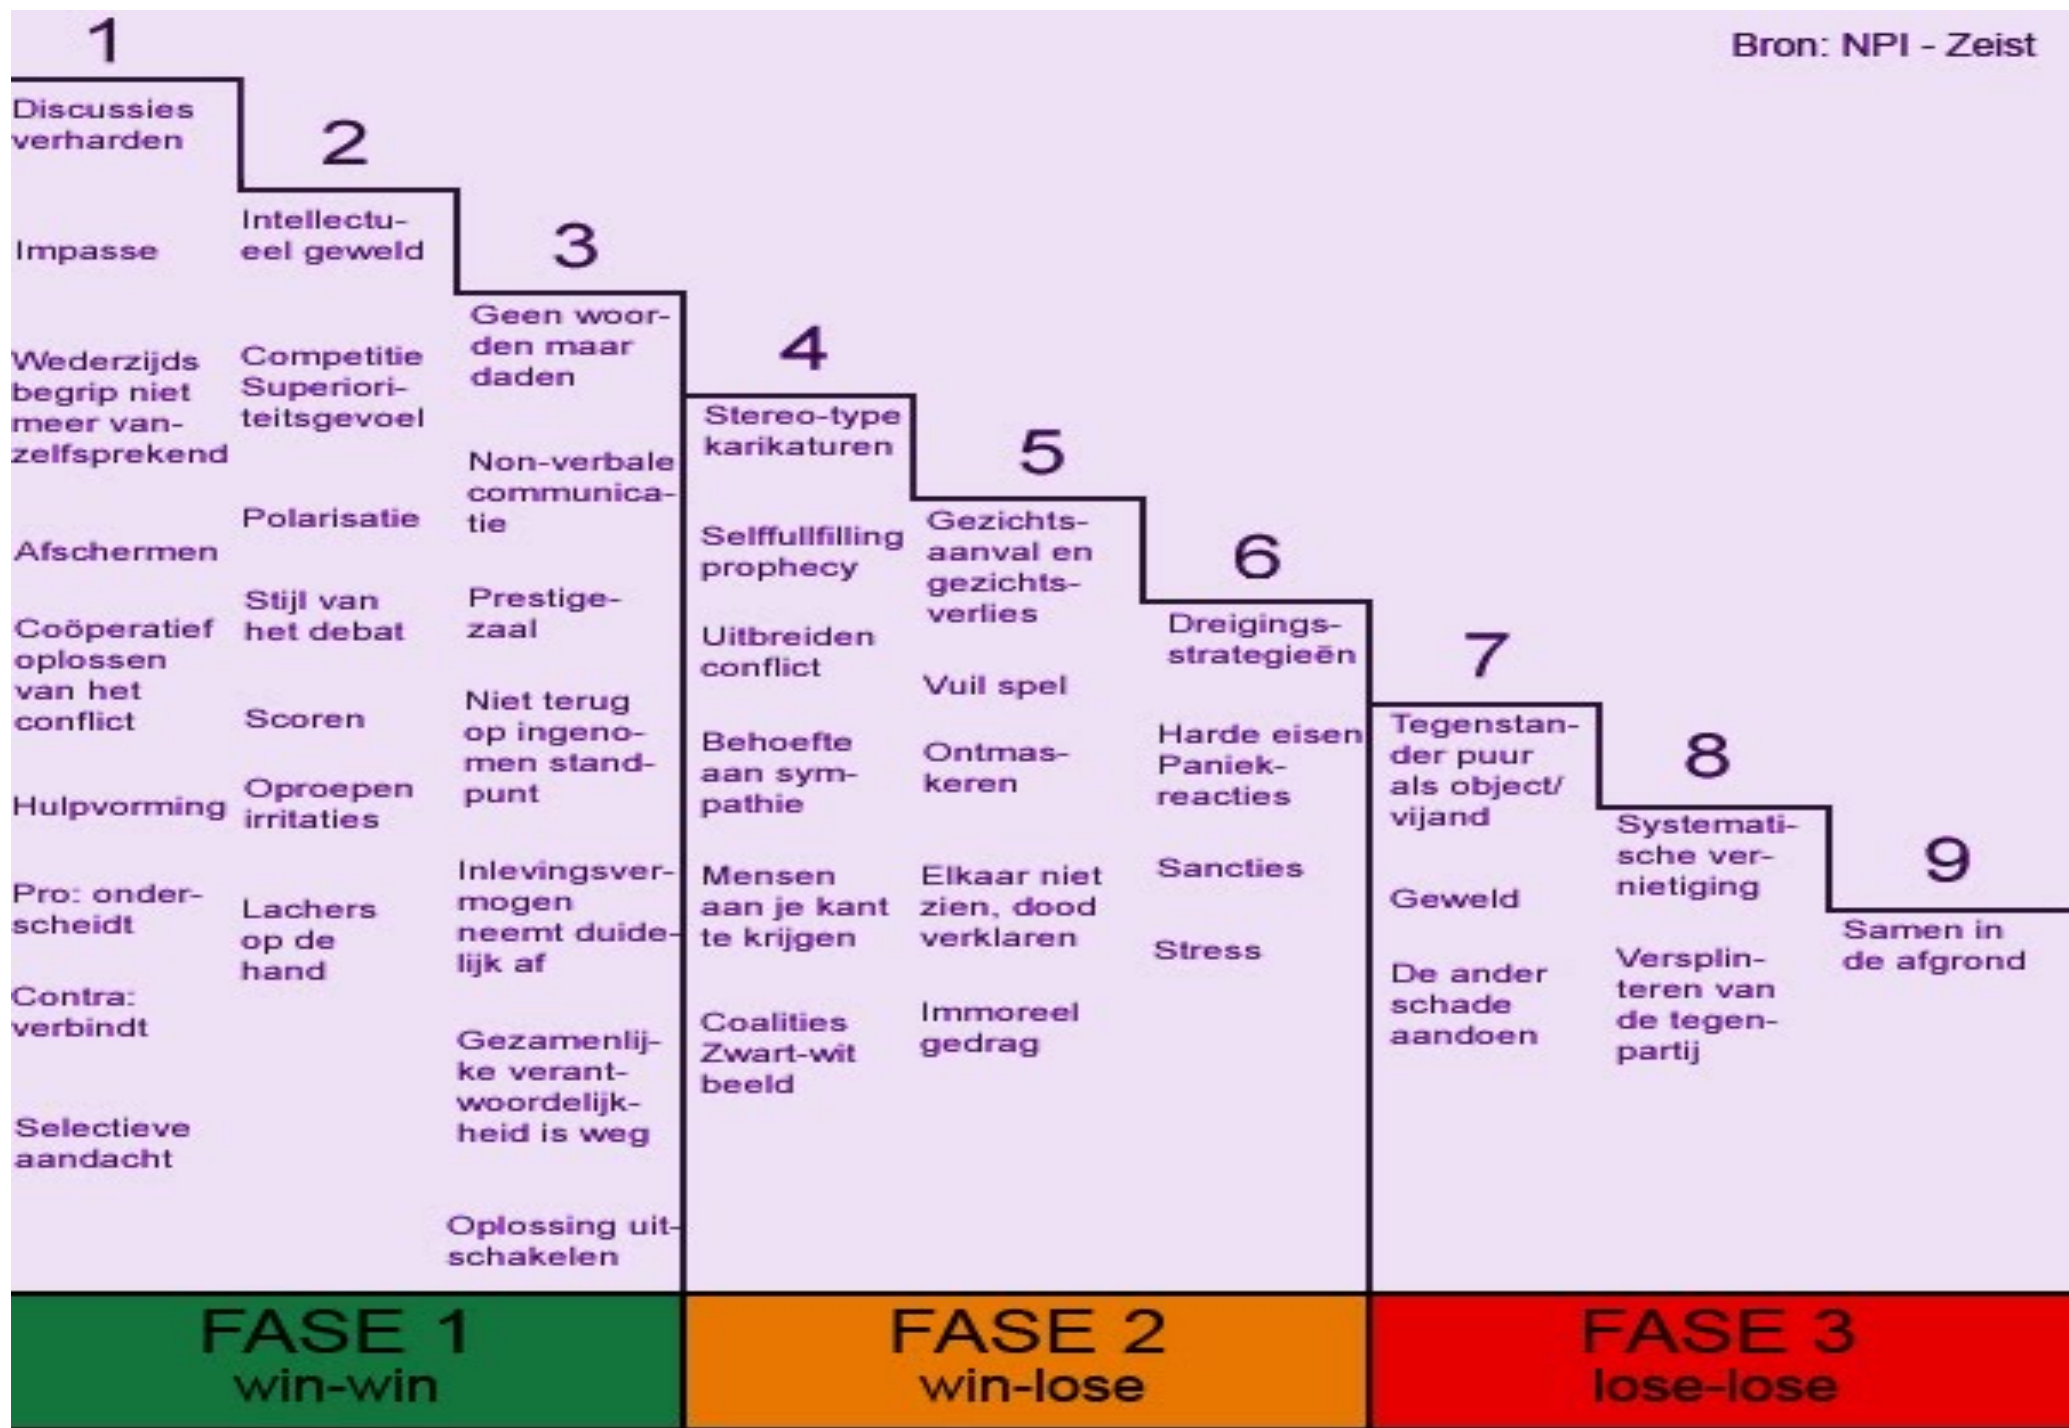 Bron: NPI - Zeist
1
Discussies
verharden
Impasse
Wederzijds
begrip niet
meer van-
zelfsprekend
Afschermen
Coöperatief
oplossen
van het
conflict
Hulpvorming
Pro: onder-
scheidt
Contra:
verbindt
Selectieve
aandacht
2
Intellectu-
eel geweld
Competitie
Superiori-
teitsgevoel
Polarisatie
Stijl van
het debat
Scoren
Oproepen
irritaties
Lachers
op de
hand
3
Geen woor-
den maar
daden
Non-verbale
communica-
tie
Prestige-
zaal
Niet terug
op ingeno-
men stand-
punt
Inlevingsver-
mogen
neemt duide-
lijk af
Gezamenlij-
ke verant-
woordelijk-
heid is weg
Oplossing uit-
schakelen
4
Stereo-type
karikaturen
Selffullfilling
prophecy
Uitbreiden
conflict
Behoefte
aan sym-
pathie
Mensen
aan je kant
te krijgen
Coalities
Zwart-wit
beeld
5
Gezichts-
aanval en
gezichts-
verlies
Vuil spel
Ontmas-
keren
Elkaar niet
zien, dood
verklaren
Immoreel
gedrag
6
Dreigings-
strategieën
Harde eisen
Paniek-
reacties
Sancties
Stress
7
Tegenstan-
der puur
als object/
vijand
Geweld
De ander
schade
aandoen
8
Systemati-
sche ver-
nietiging
Versplin-
teren van
de tegen-
partij
9
Samen in
de afgrond
FASE 1
win-win
FASE 2
win-lose
FASE 3
lose-lose